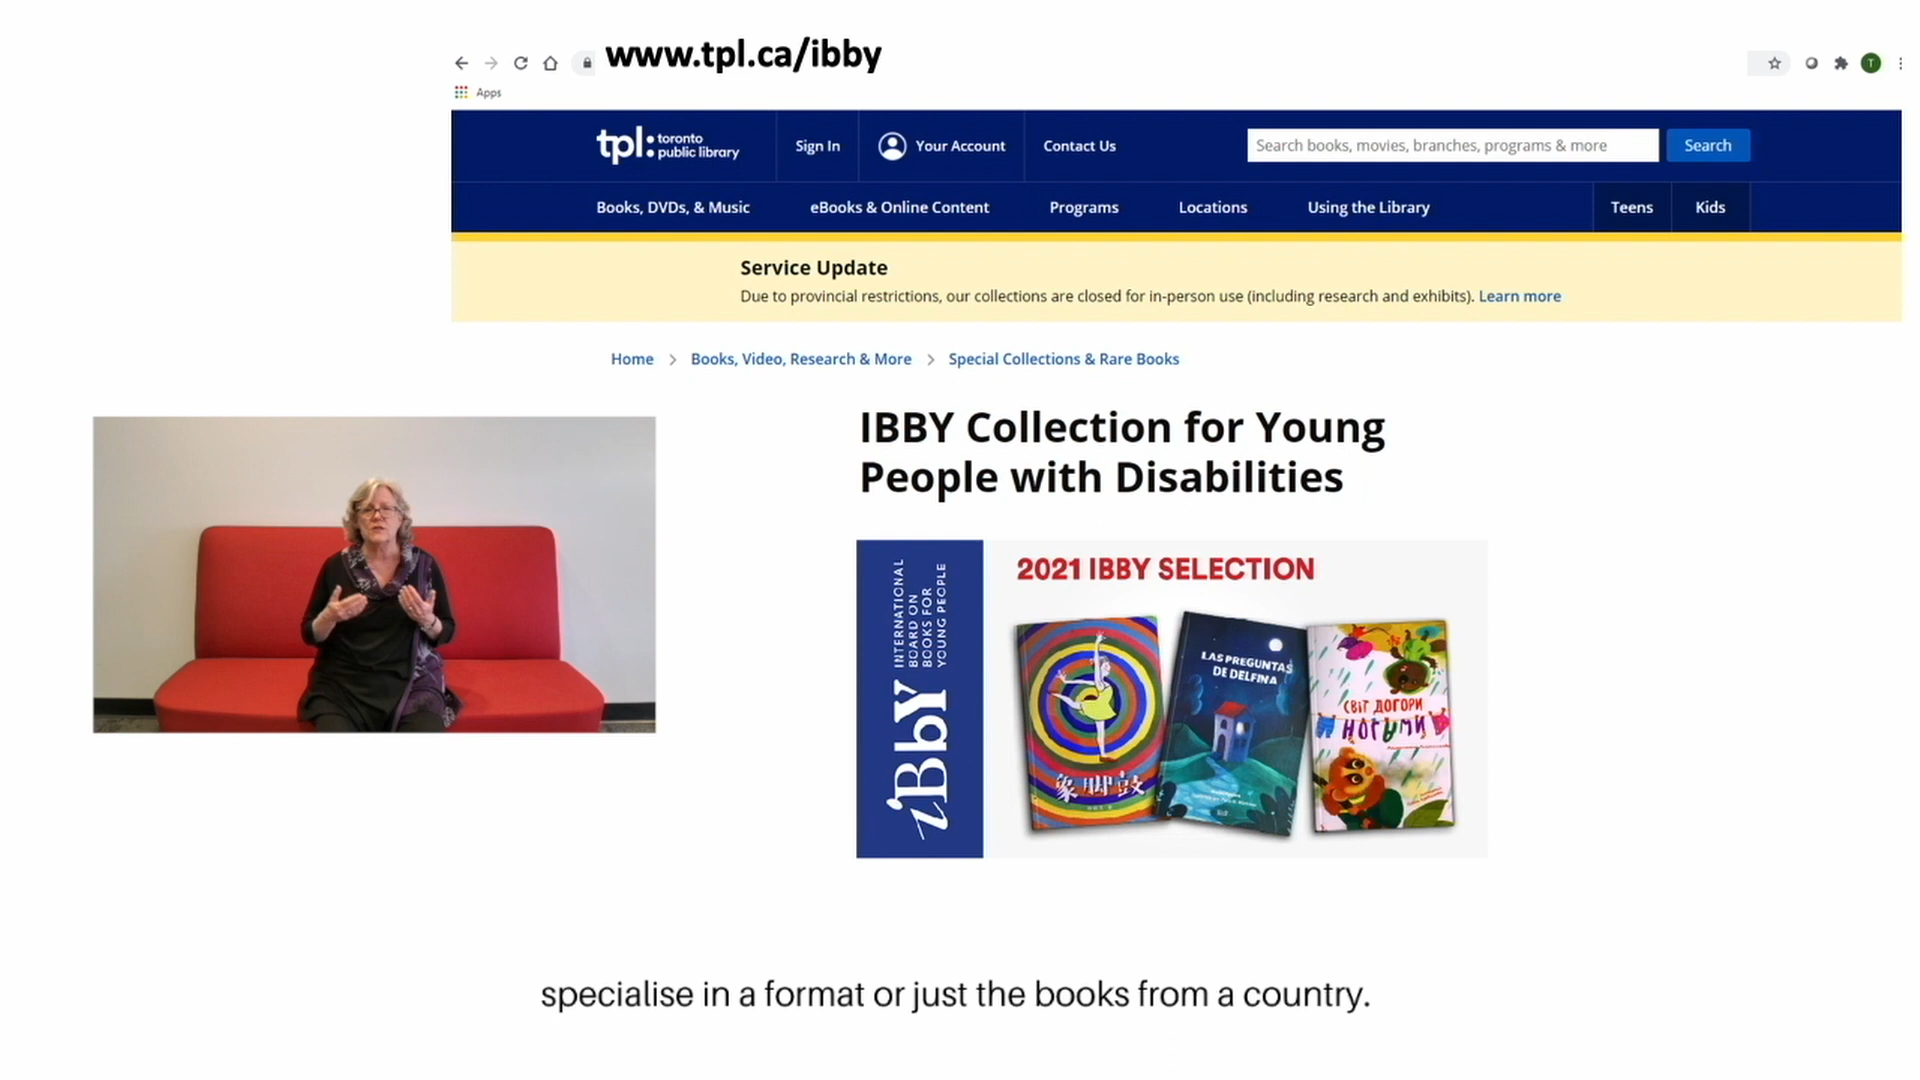 www.tpl.ca/ibby
Apps
tpl: toronto public library
Sign In
Your Account
Contact Us
Search books, movies, branches, programs & more
Search
Books, DVDs, & Music
eBooks & Online Content
Programs
Locations
Using the Library
Teens
Kids
Service Update
Due to provincial restrictions, our collections are closed for in-person use (including research and exhibits). Learn more
Home > Books, Video, Research & More > Special Collections & Rare Books
IBBY Collection for Young
People with Disabilities
iBbY
INTERNATIONAL
BOARD ON
BOOKS FOR
YOUNG PEOPLE
2021 IBBY SELECTION
象脚鼓
LAS PREGUNTAS
DE DELFINA
СВІТ ДОГОРИ
НОГАМИ
specialise in a format or just the books from a country.